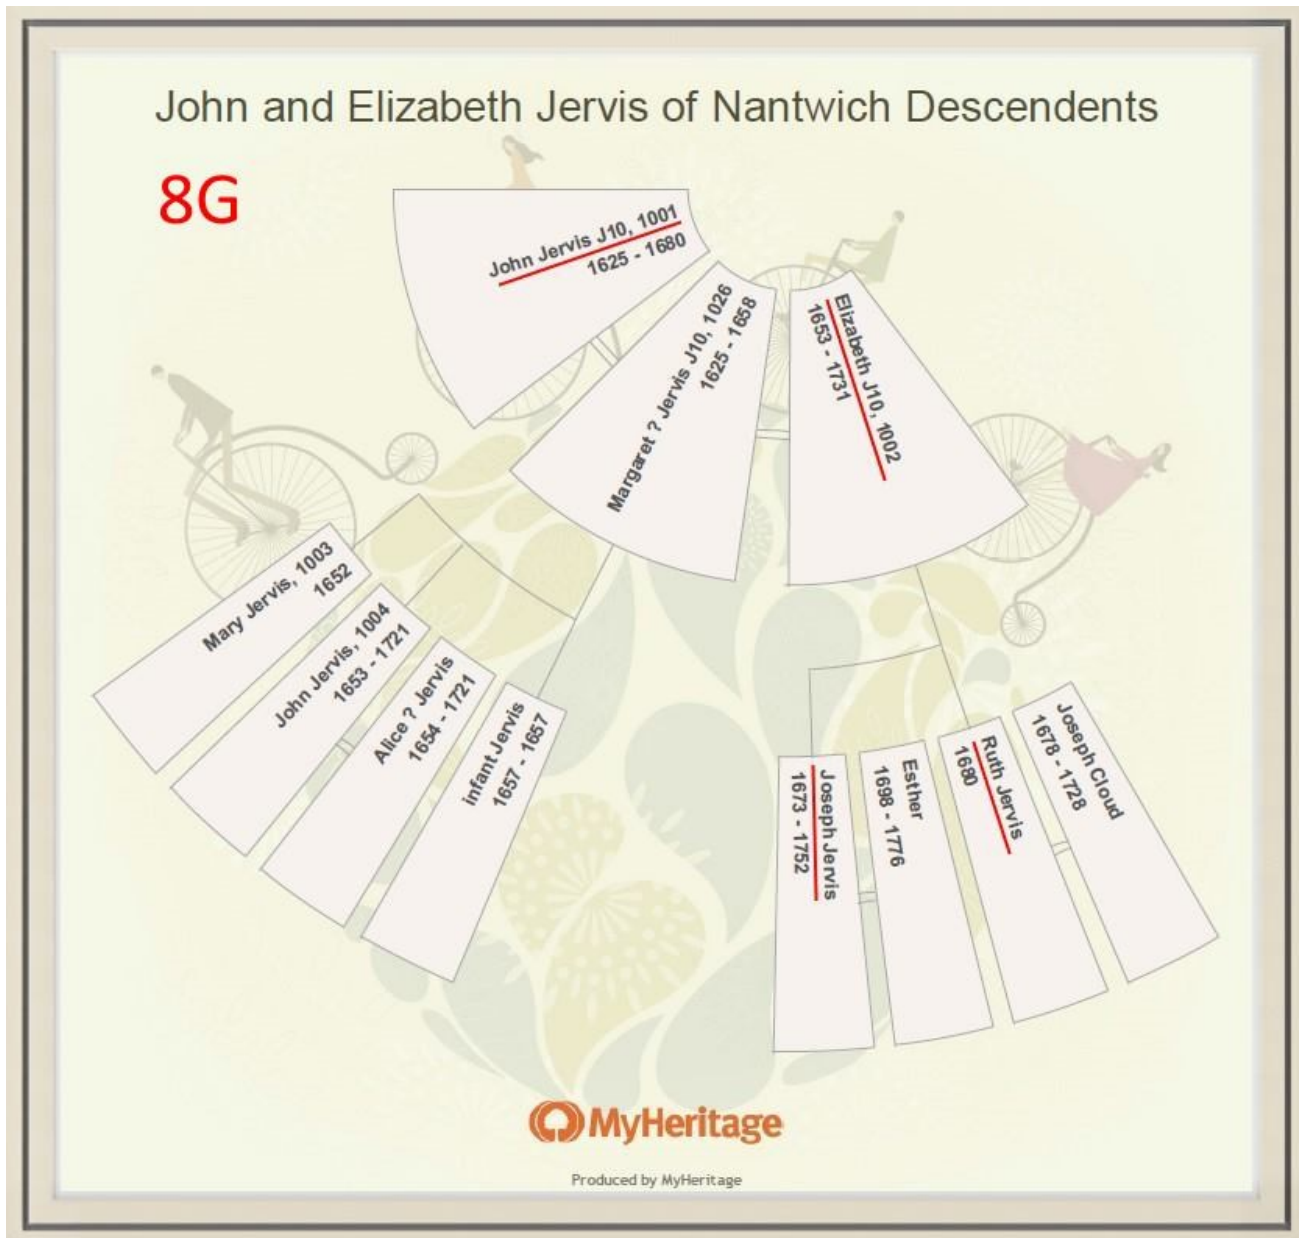 John and Elizabeth Jervis of Nantwich Descendents
8G
John Jervis J10, 1001
1625 - 1680
Margaret ? Jervis J10, 1026
1625 - 1658
Elizabeth J10, 1002
1653 - 1731
Mary Jervis, 1003
1652
John Jervis, 1004
1653 - 1721
Alice ? Jervis
1654 - 1721
infant Jervis
1657 - 1657
Joseph Jervis
1673 - 1752
Esther
1698 - 1776
Ruth Jervis
1680
Joseph Cloud
1678 - 1728
MyHeritage
Produced by MyHeritage